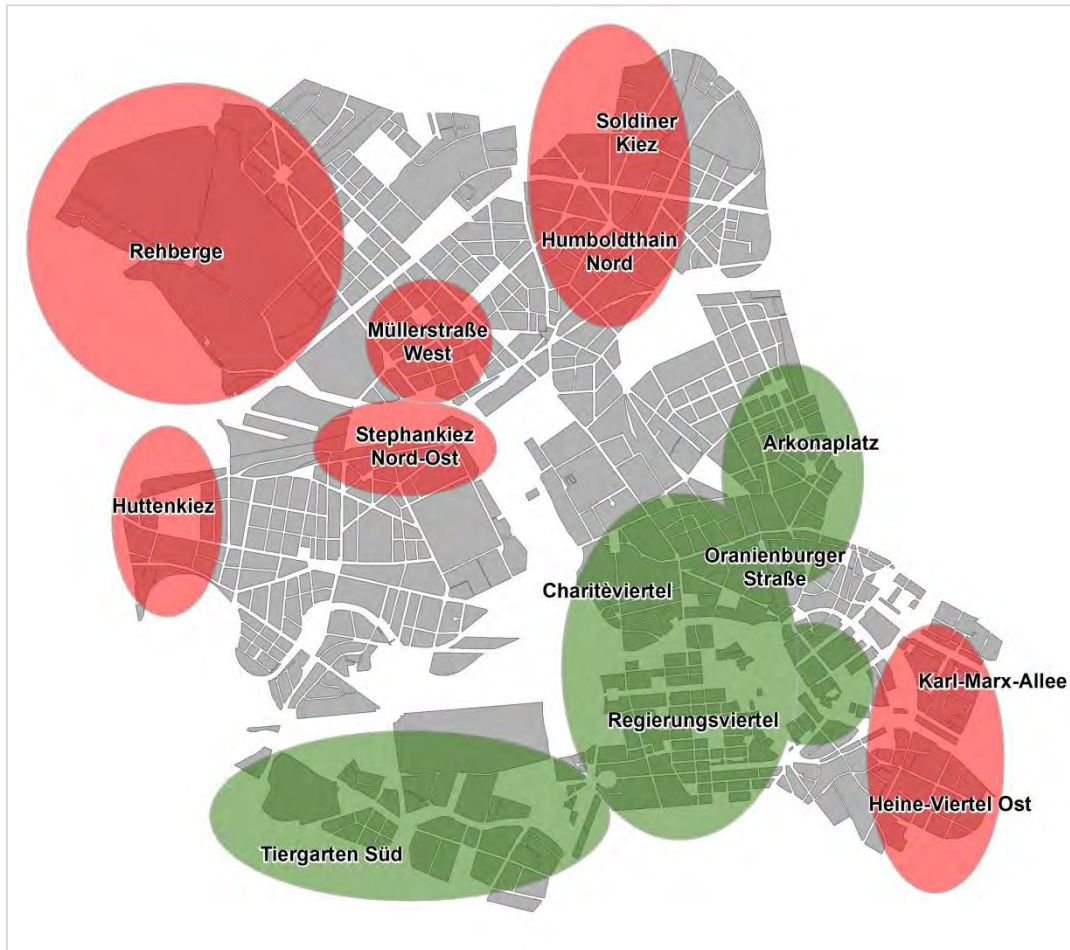 Soldiner
Kiez
Rehberge
Humboldthain
Nord
Müllerstraße
West
Stephankiez
Nord-Ost
Arkonaplatz
Huttenkiez
Oranienburger
Straße
Charitèviertel
Karl-Marx-Allee
Regierungsviertel
Heine-Viertel Ost
Tiergarten Süd